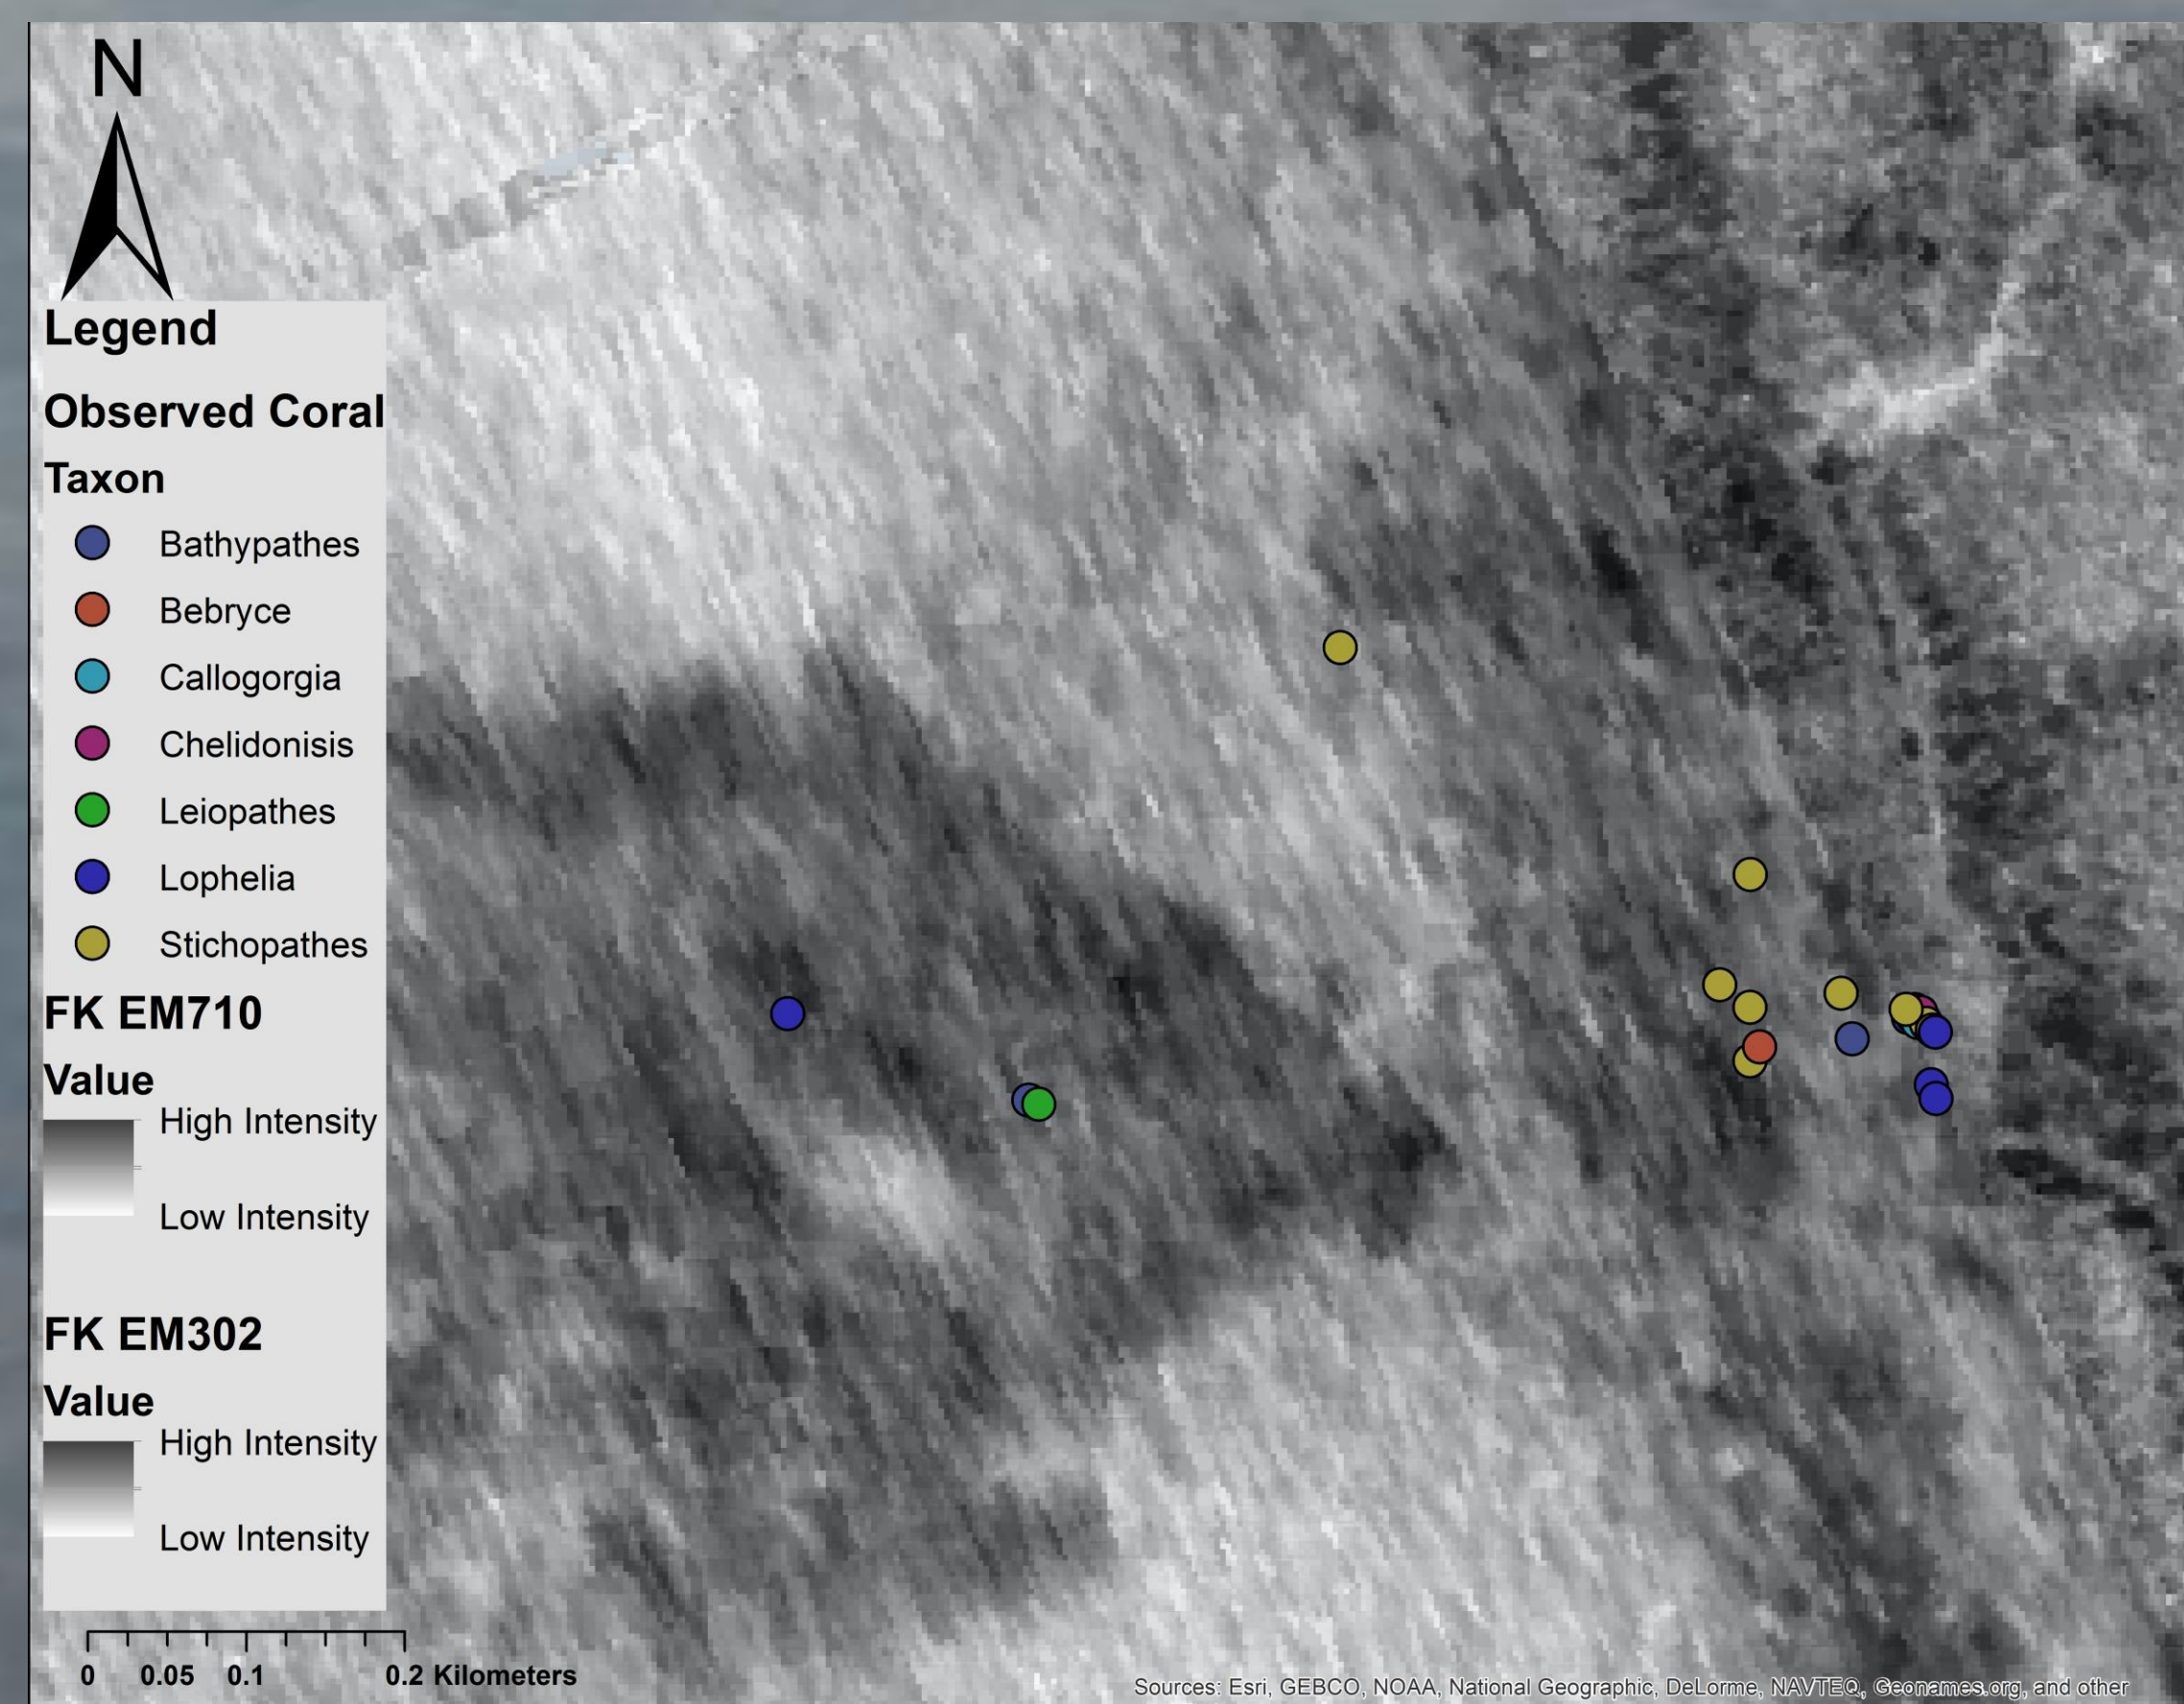 N
Legend
Observed Coral
Taxon
Bathypathes
Bebryce
Callogorgia
Chelidonisis
Leiopathes
Lophelia
Stichopathes
FK EM710
Value
High Intensity
Low Intensity
FK EM302
Value
High Intensity
Low Intensity
0 0.05 0.1 0.2 Kilometers
Sources: Esri, GEBCO, NOAA, National Geographic, DeLorme, NAVTEQ, Geonames.org, and other